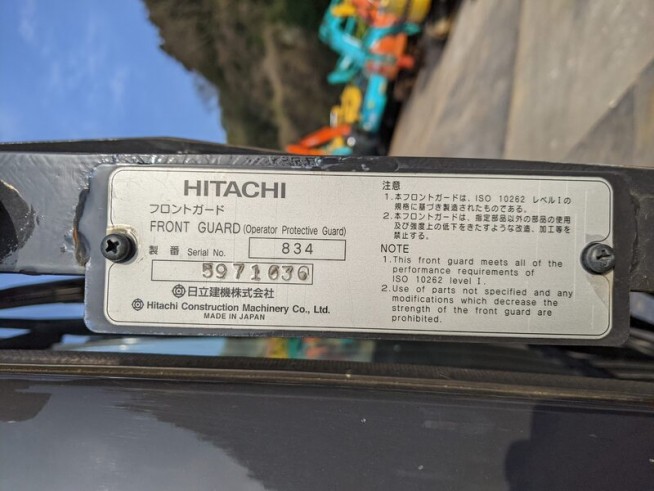 HITACHI
フロントガード
FRONT GUARD (Operator Protective Guard)
製 番 Serial No. 834
5971636
日立建機株式会社
Hitachi Construction Machinery Co., Ltd.
MADE IN JAPAN
注意
1.本フロントガードは、ISO 10262 レベルIの
規格に基づき製造されたものである。
2.本フロントガードは、指定部品以外の部品の使用
及び強度上の低下をきたすような改造、加工等を
禁止する。
NOTE
1.This front guard meets all of the
performance requirements of
ISO 10262 level I.
2.Use of parts not specified and any
modifications which decrease the
strength of the front guard are
prohibited.